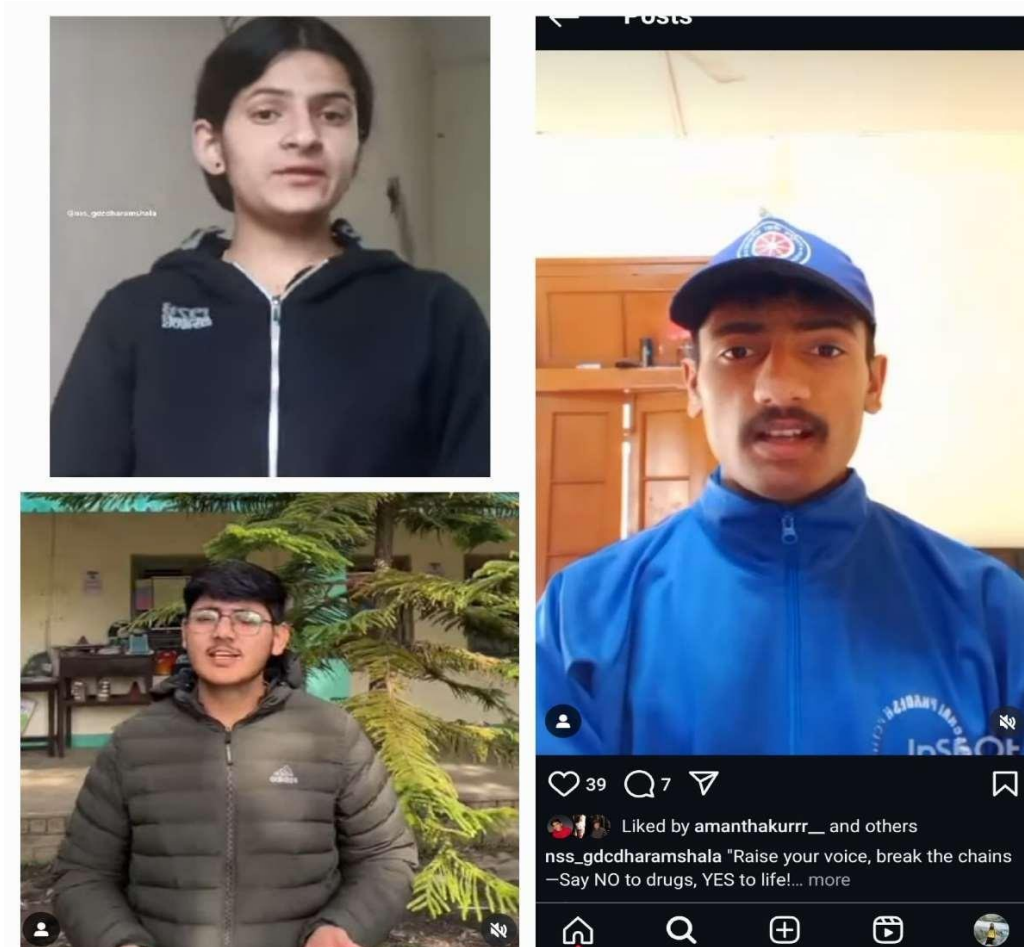 @nss_gdcdharamshala
adidas
Posts
39
7
Liked by amanthakurrr__ and others
nss_gdcdharamshala "Raise your voice, break the chains
—Say NO to drugs, YES to life!... more